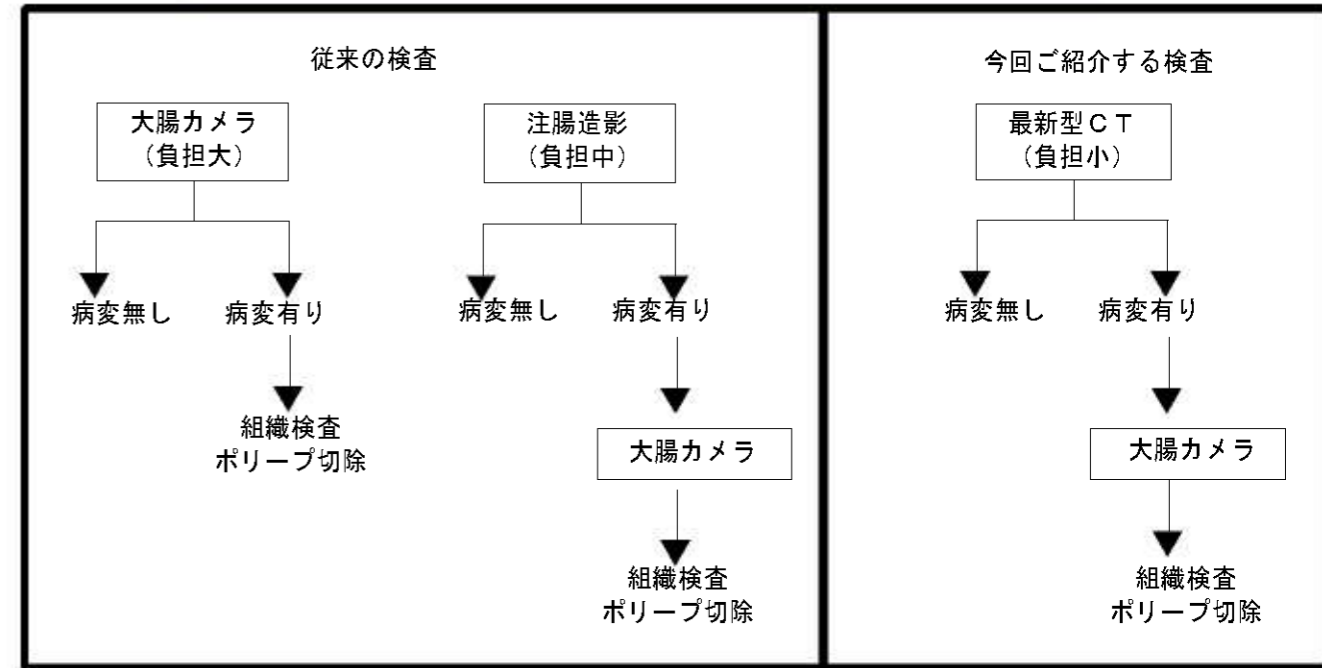 従来の検査
大腸カメラ
（負担大）
病変無し
病変有り
組織検査
ポリープ切除
注腸造影
（負担中）
病変無し
病変有り
大腸カメラ
組織検査
ポリープ切除
今回ご紹介する検査
最新型ＣＴ
（負担小）
病変無し
病変有り
大腸カメラ
組織検査
ポリープ切除